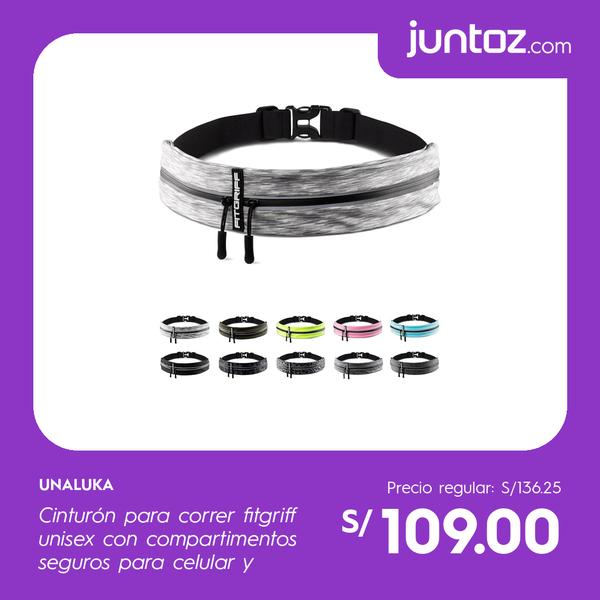 juntoz.com
FITGRIFF
UNALUKA
Precio regular: S/136.25
Cinturón para correr fitgriff
unisex con compartimentos
seguros para celular y
S/ 109.00